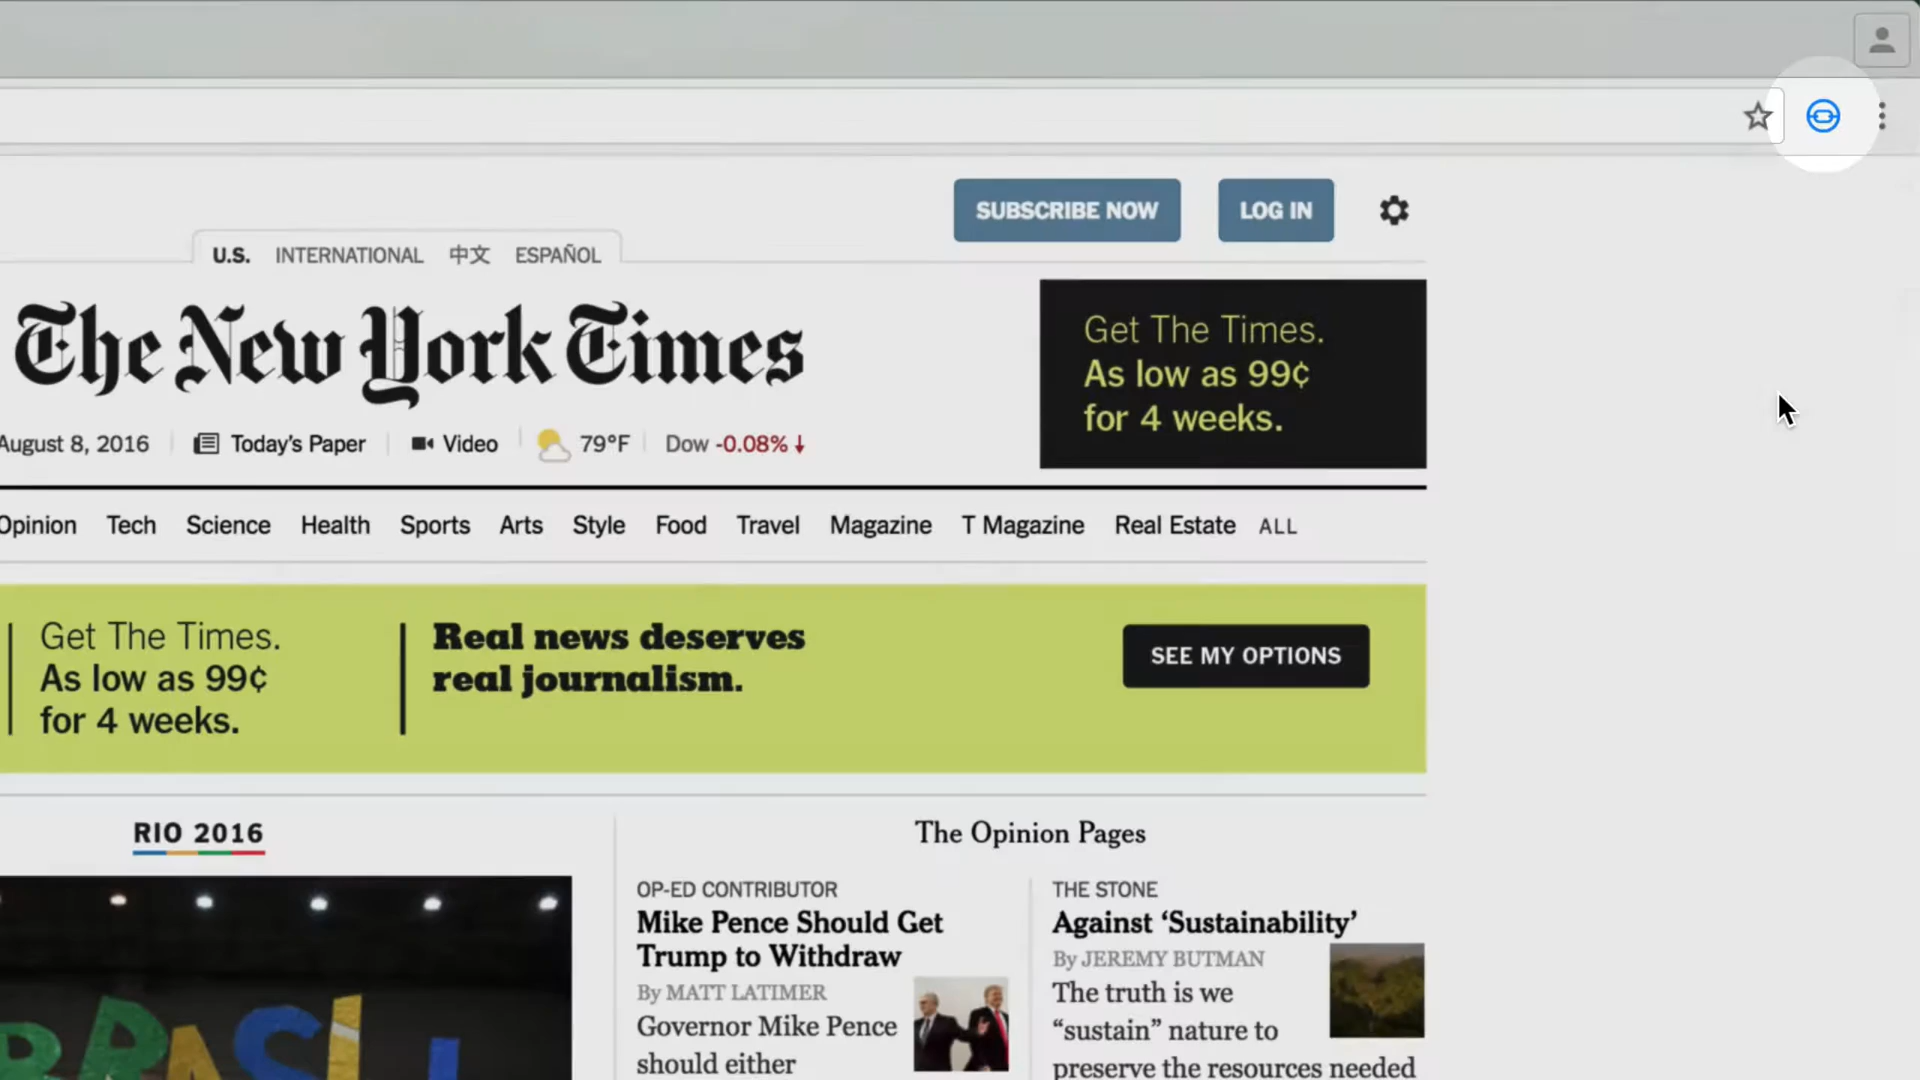 SUBSCRIBE NOW
LOG IN
U.S. INTERNATIONAL 中文 ESPAÑOL
The New York Times
Get The Times.
As low as 99¢
for 4 weeks.
August 8, 2016 Today's Paper Video 79°F Dow -0.08%
Opinion Tech Science Health Sports Arts Style Food Travel Magazine T Magazine Real Estate ALL
Get The Times.
As low as 99¢
for 4 weeks.
Real news deserves
real journalism.
SEE MY OPTIONS
RIO 2016
BRASIL
The Opinion Pages
OP-ED CONTRIBUTOR
Mike Pence Should Get
Trump to Withdraw
By MATT LATIMER
Governor Mike Pence
should either
THE STONE
Against ‘Sustainability’
By JEREMY BUTMAN
The truth is we
“sustain” nature to
preserve the resources needed